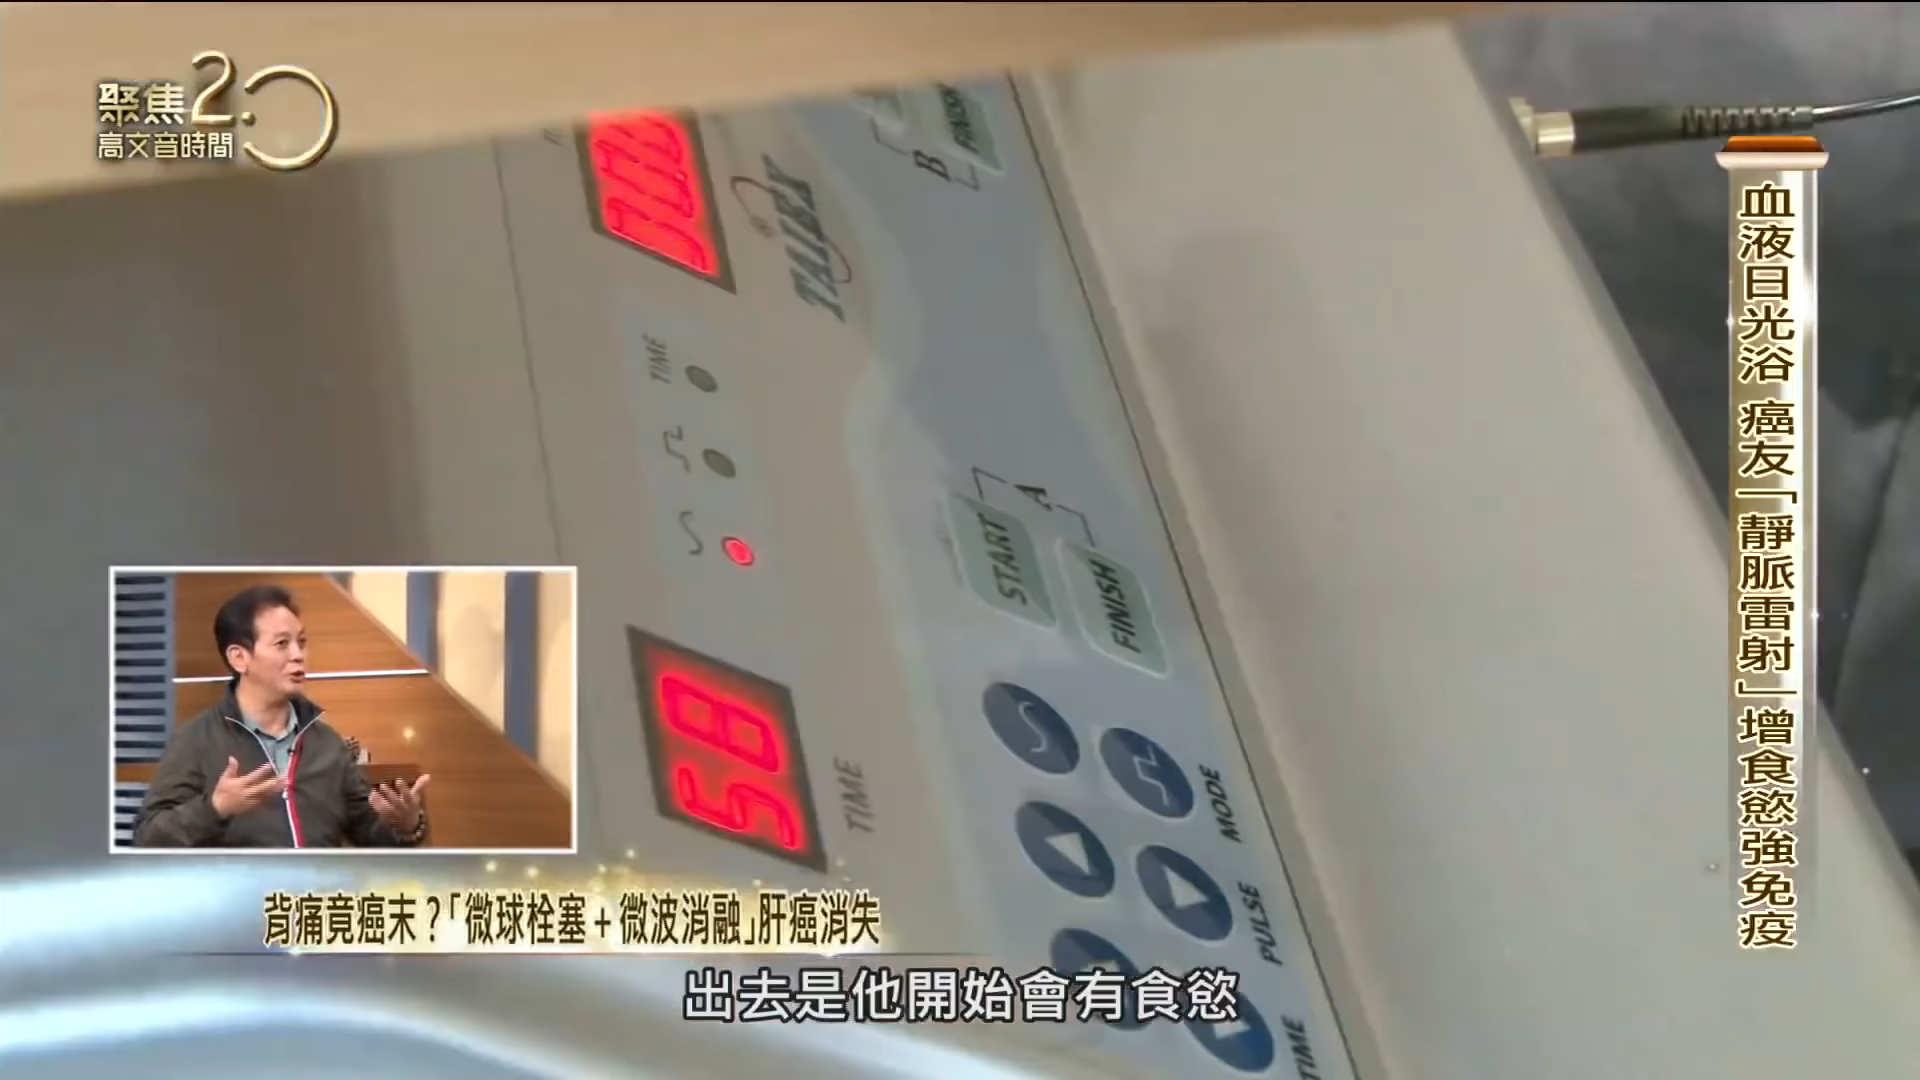 聚焦2.0
高文音時間
血液日光浴 癌友「靜脈雷射」增食慾強免疫
B
FINISH
TIME
A
START
FINISH
58
TIME
MODE
PULSE
TIME
背痛竟癌末?「微球栓塞+微波消融」肝癌消失
出去是他開始會有食慾